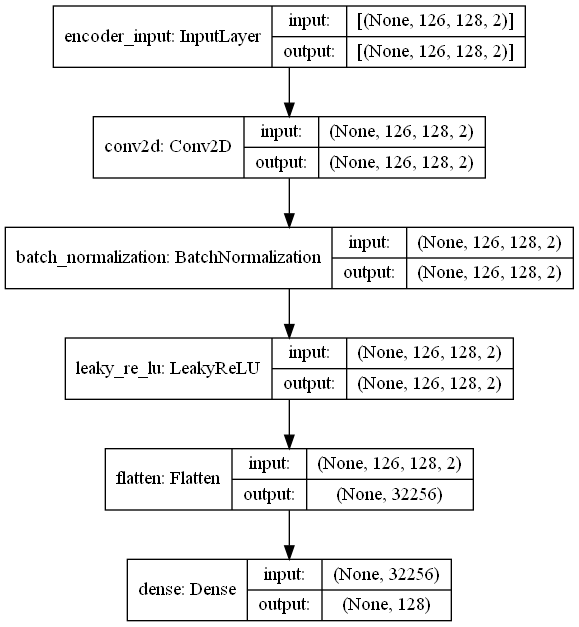 encoder_input: InputLayer
input: [(None, 126, 128, 2)]
output: [(None, 126, 128, 2)]
conv2d: Conv2D
input: (None, 126, 128, 2)
output: (None, 126, 128, 2)
batch_normalization: BatchNormalization
input: (None, 126, 128, 2)
output: (None, 126, 128, 2)
leaky_re_lu: LeakyReLU
input: (None, 126, 128, 2)
output: (None, 126, 128, 2)
flatten: Flatten
input: (None, 126, 128, 2)
output: (None, 32256)
dense: Dense
input: (None, 32256)
output: (None, 128)